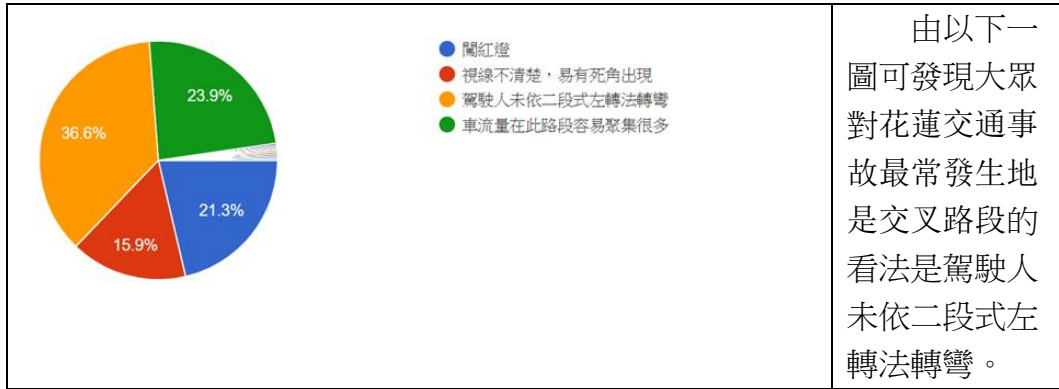 闖紅燈
視線不清楚，易有死角出現
駕駛人未依二段式左轉法轉彎
車流量在此路段容易聚集很多
23.9%
36.6%
21.3%
15.9%
由以下一
圖可發現大眾
對花蓮交通事
故最常發生地
是交叉路段的
看法是駕駛人
未依二段式左
轉法轉彎。